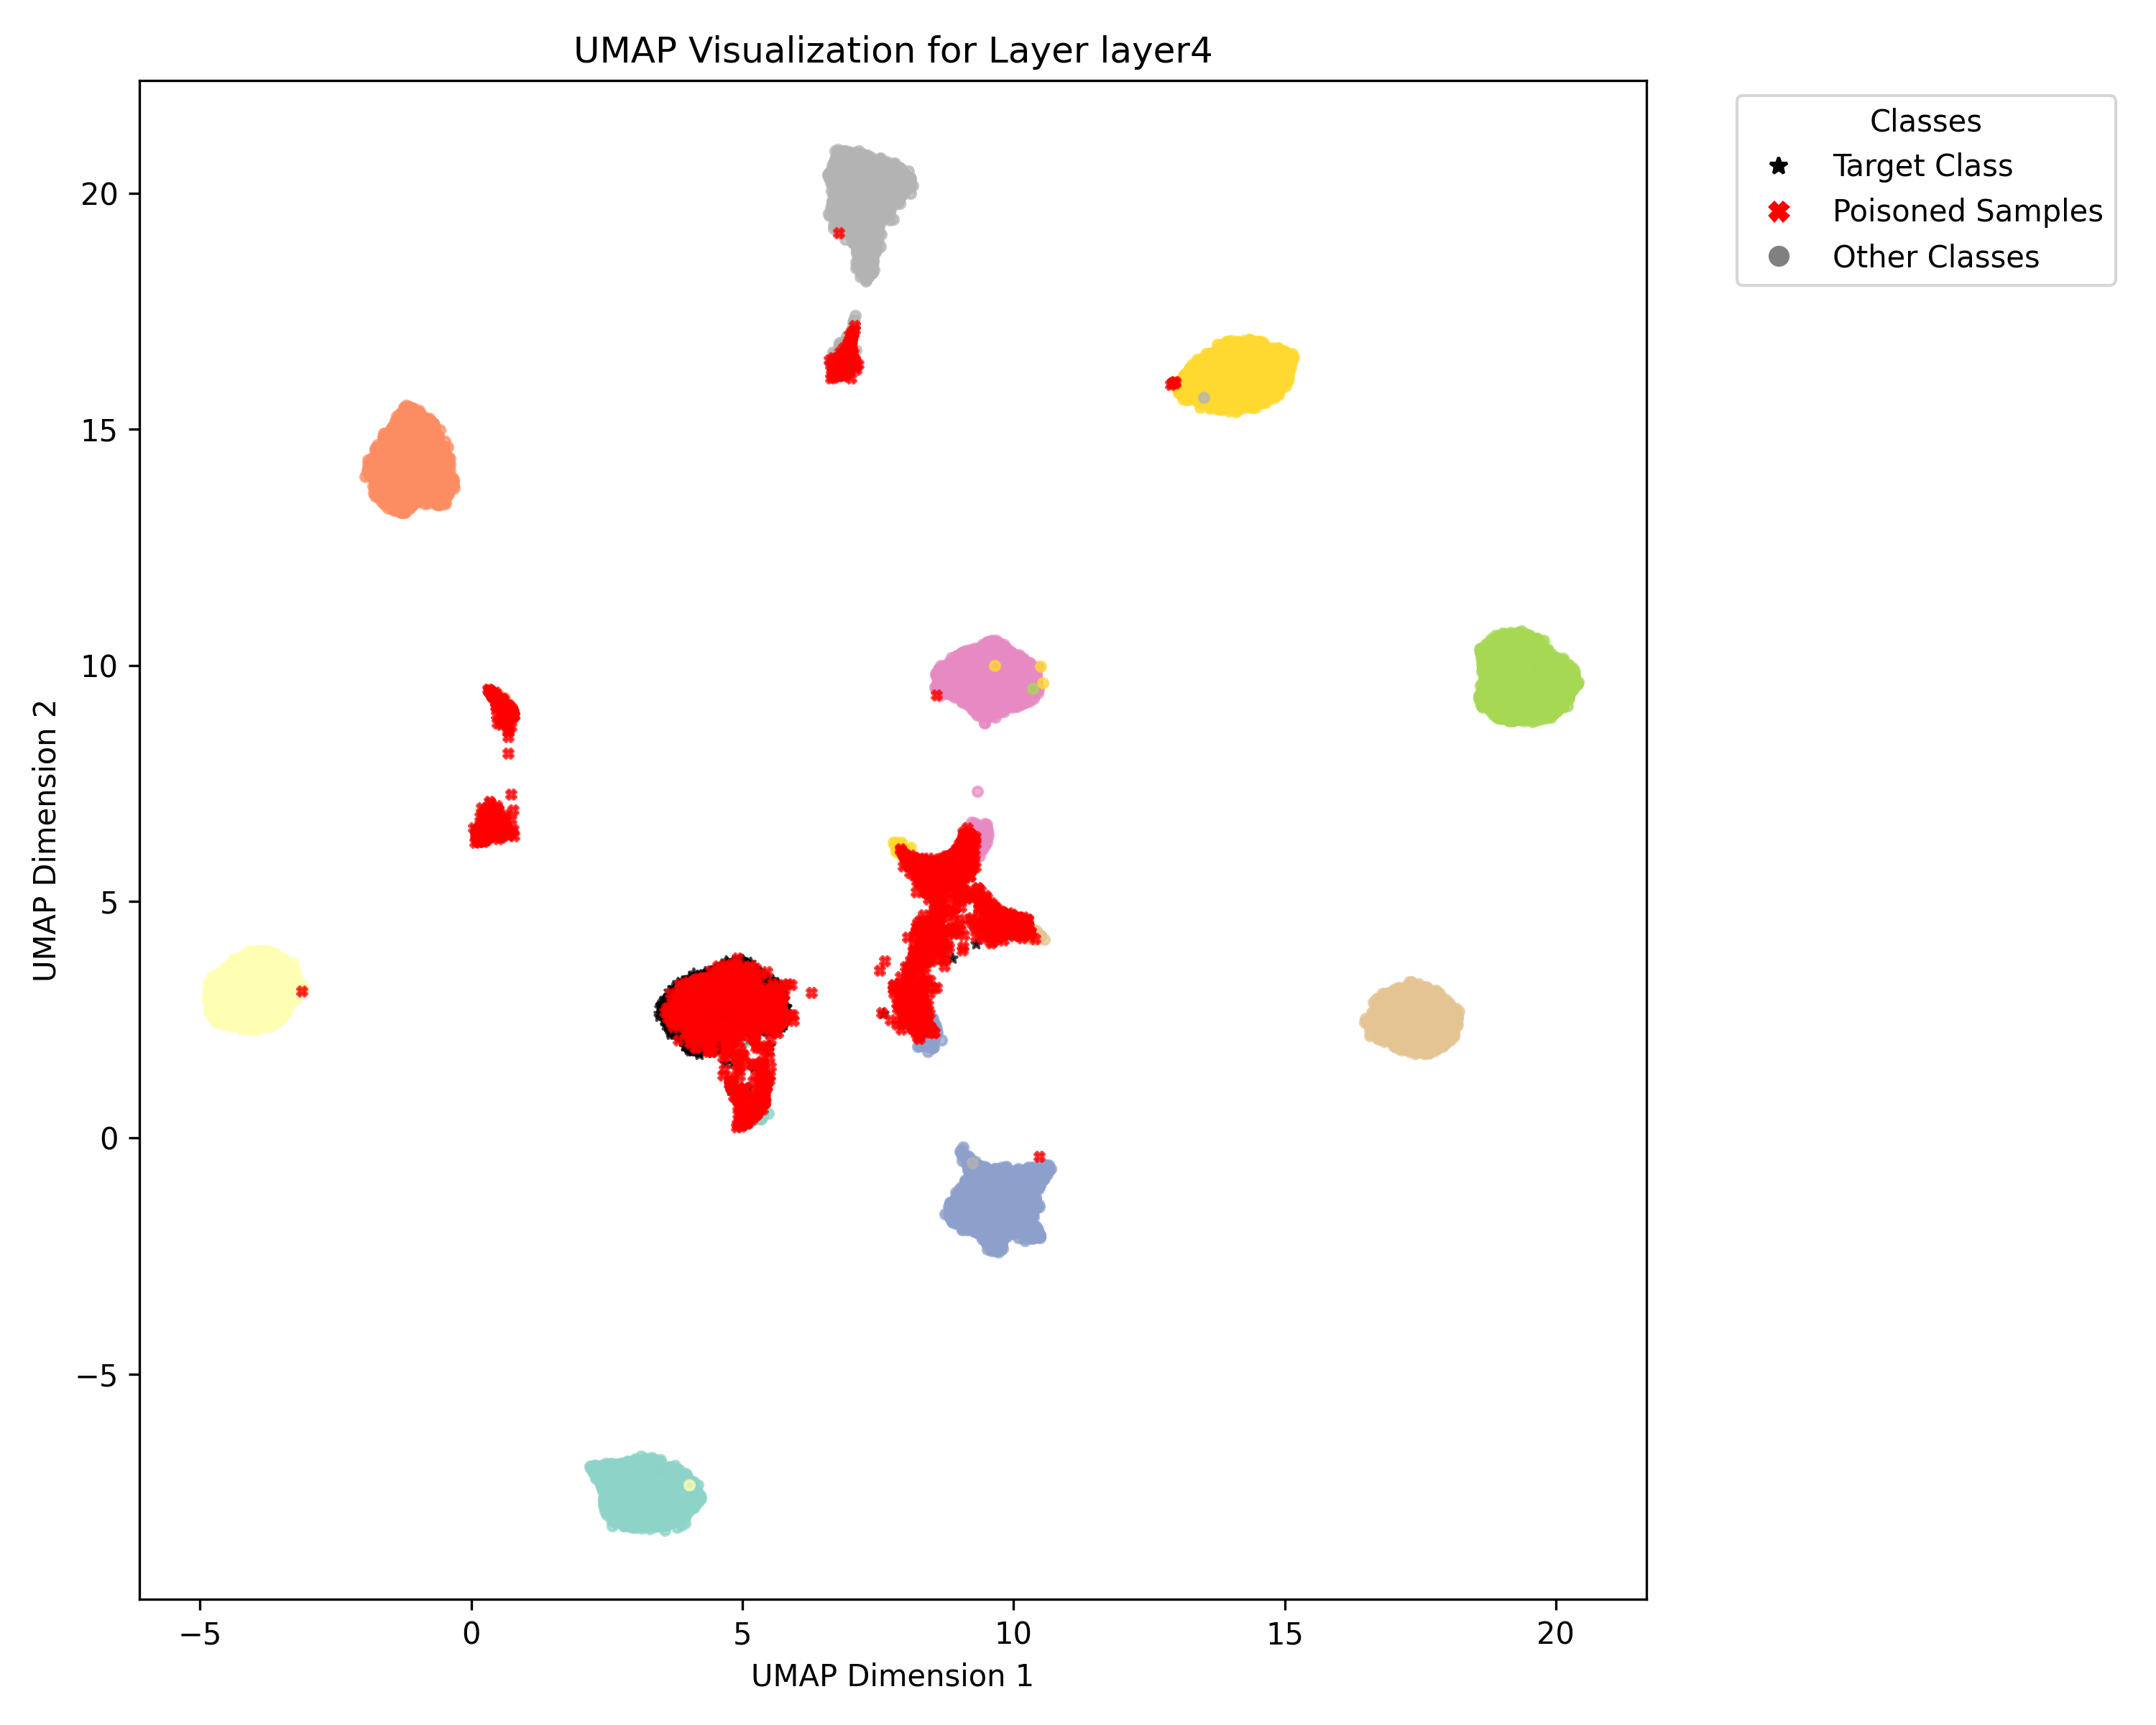 UMAP Visualization for Layer layer4
Classes
Target Class
Poisoned Samples
Other Classes
20
15
10
5
0
−5
UMAP Dimension 2
−5
0
5
10
15
20
UMAP Dimension 1